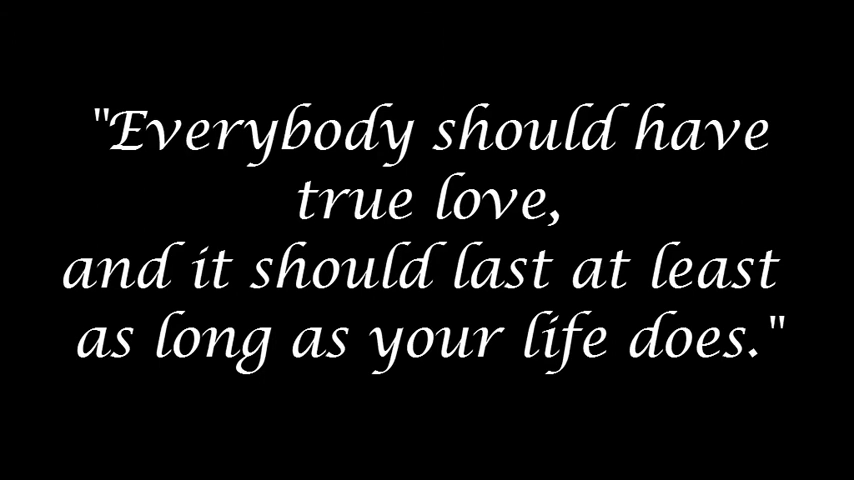 "Everybody should have
true love,
and it should last at least
as long as your life does."